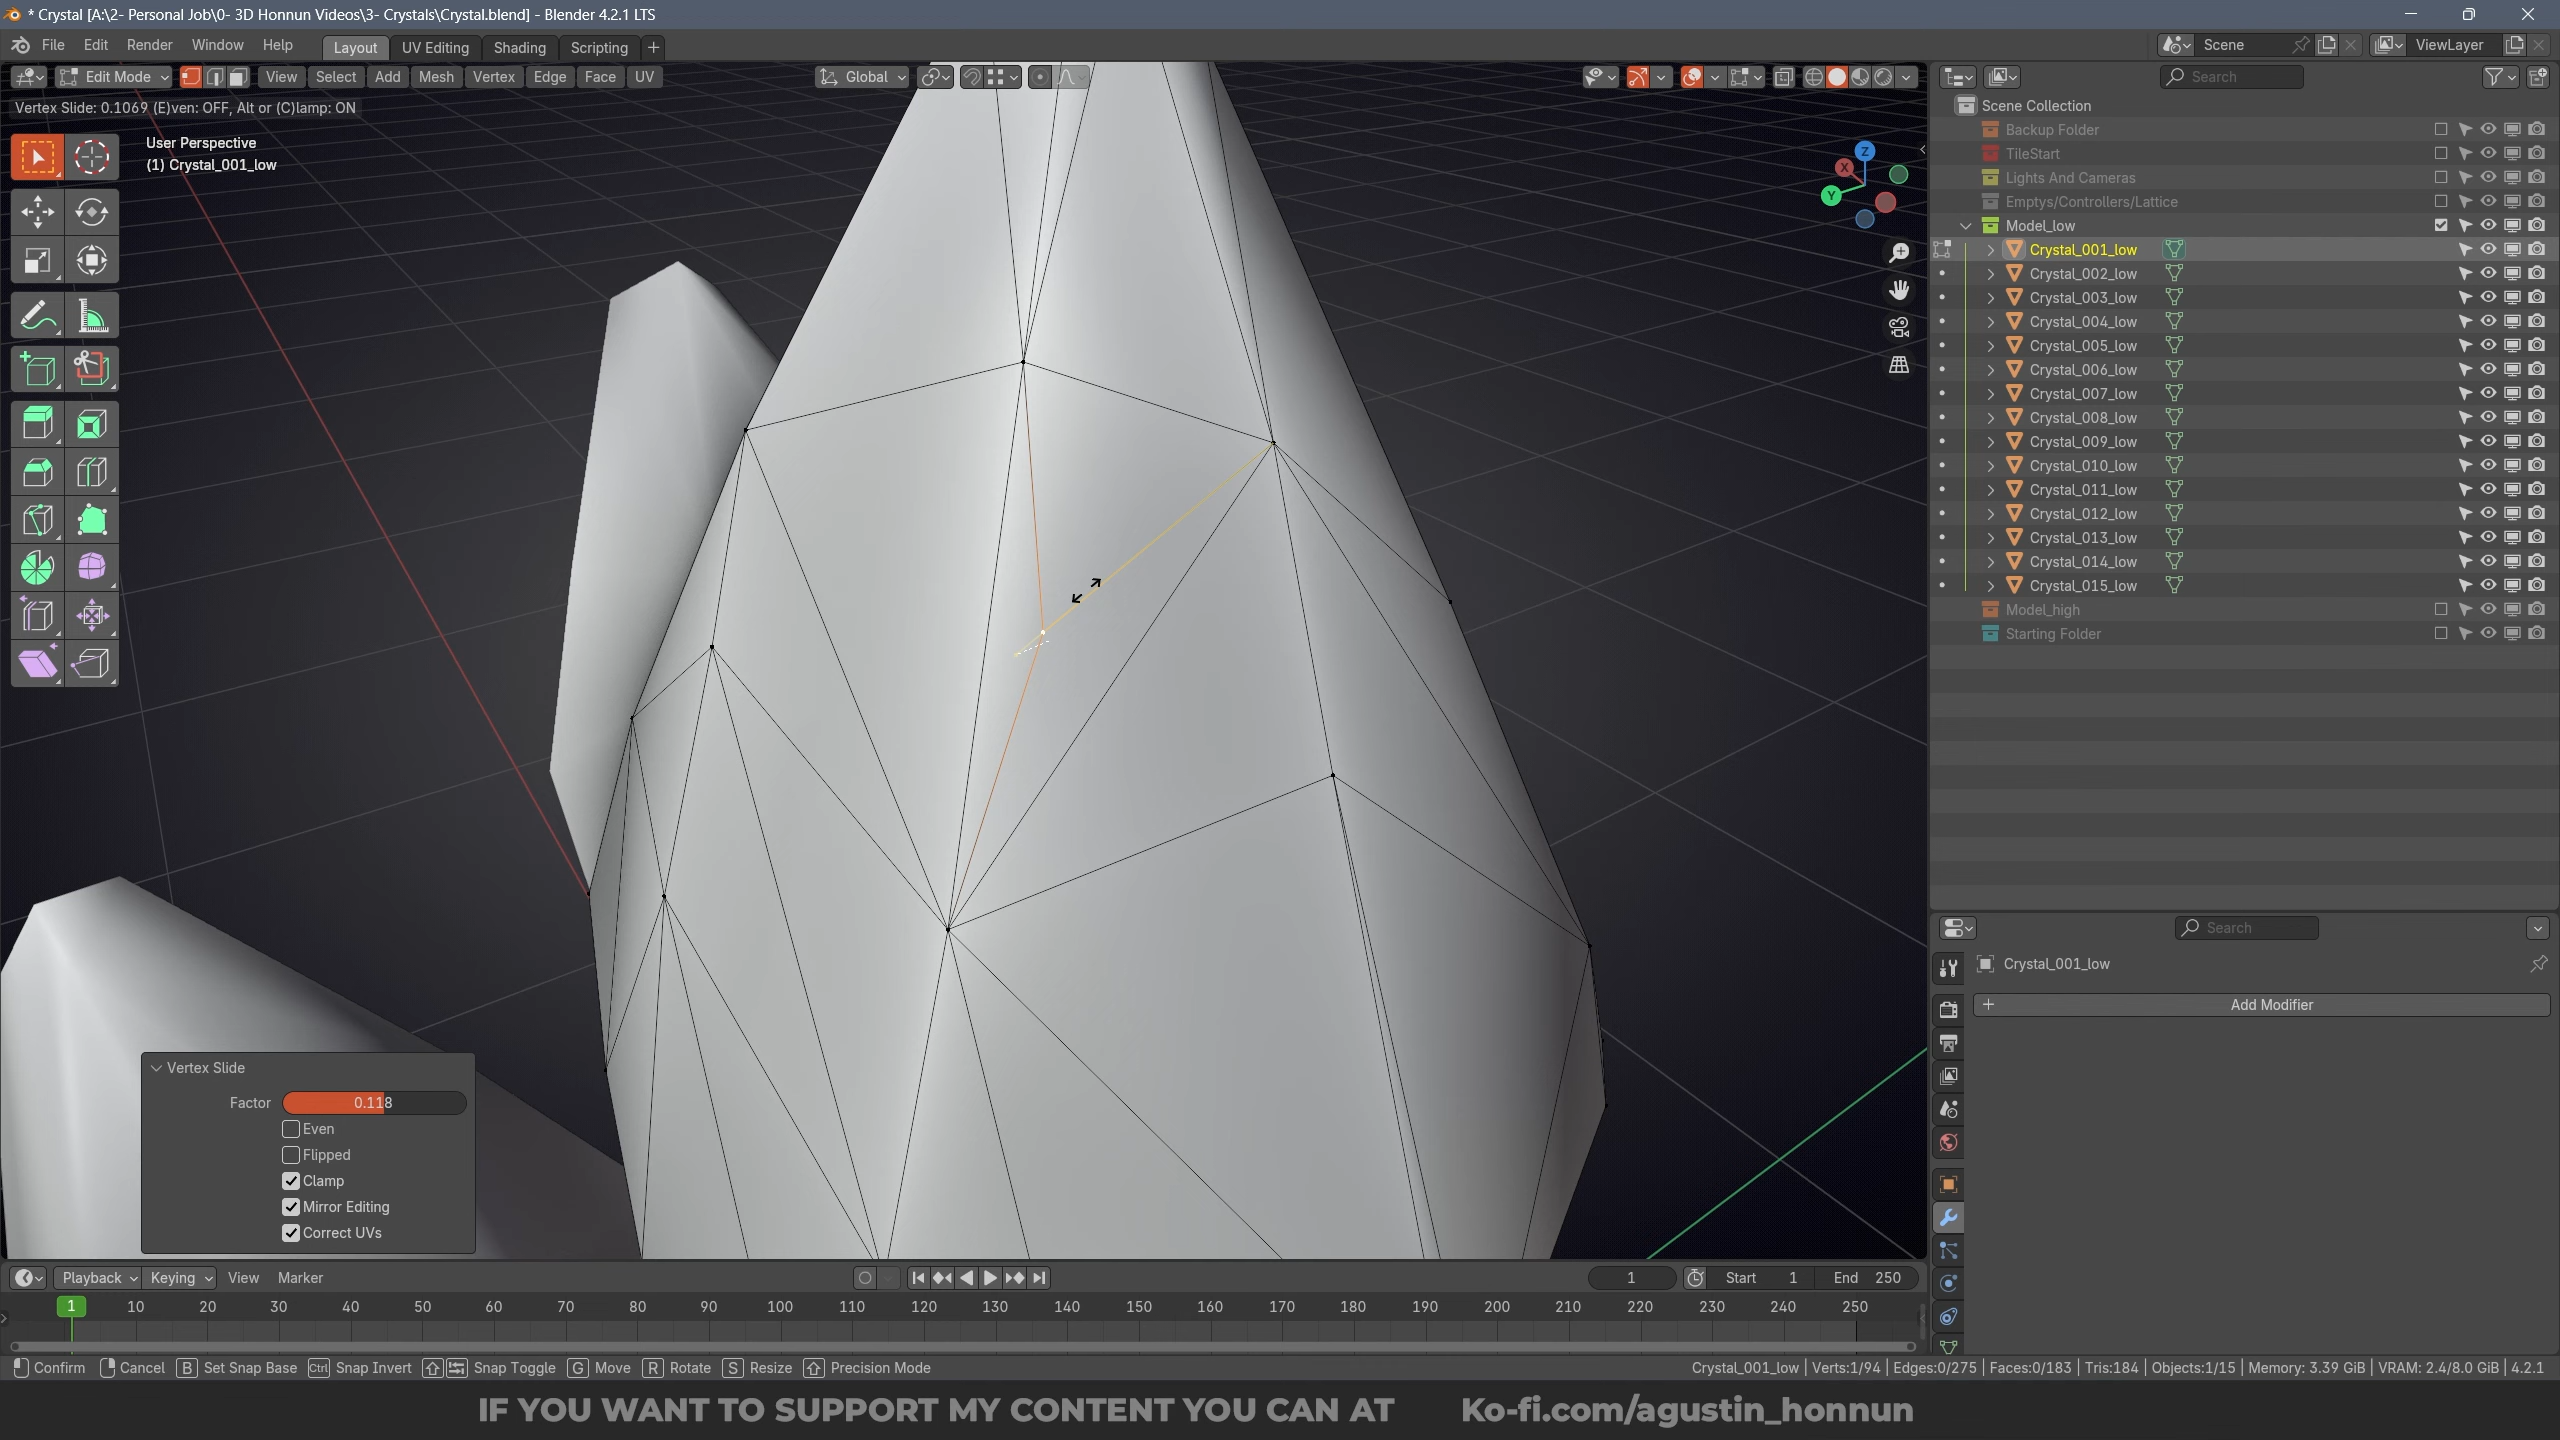 * Crystal [A:\2- Personal Job\0- 3D Honnun Videos\3- Crystals\Crystal.blend] - Blender 4.2.1 LTS
File Edit Render Window Help Layout UV Editing Shading Scripting + Scene ViewLayer
Edit Mode View Select Add Mesh Vertex Edge Face UV Global Search
Vertex Slide: 0.1069 (E)ven: OFF, Alt or (C)lamp: ON
User Perspective
(1) Crystal_001_low
Z
X
Y
Scene Collection
Backup Folder
TileStart
Lights And Cameras
Emptys/Controllers/Lattice
Model_low
Crystal_001_low
Crystal_002_low
Crystal_003_low
Crystal_004_low
Crystal_005_low
Crystal_006_low
Crystal_007_low
Crystal_008_low
Crystal_009_low
Crystal_010_low
Crystal_011_low
Crystal_012_low
Crystal_013_low
Crystal_014_low
Crystal_015_low
Model_high
Starting Folder
Search
Crystal_001_low
Add Modifier
Vertex Slide
Factor 0.118
Even
Flipped
Clamp
Mirror Editing
Correct UVs
Playback Keying View Marker 1 Start 1 End 250
1 10 20 30 40 50 60 70 80 90 100 110 120 130 140 150 160 170 180 190 200 210 220 230 240 250
Confirm Cancel B Set Snap Base Ctrl Snap Invert Snap Toggle G Move R Rotate S Resize Precision Mode Crystal_001_low | Verts:1/94 | Edges:0/275 | Faces:0/183 | Tris:184 | Objects:1/15 | Memory: 3.39 GiB | VRAM: 2.4/8.0 GiB | 4.2.1
IF YOU WANT TO SUPPORT MY CONTENT YOU CAN AT Ko-fi.com/agustin_honnun